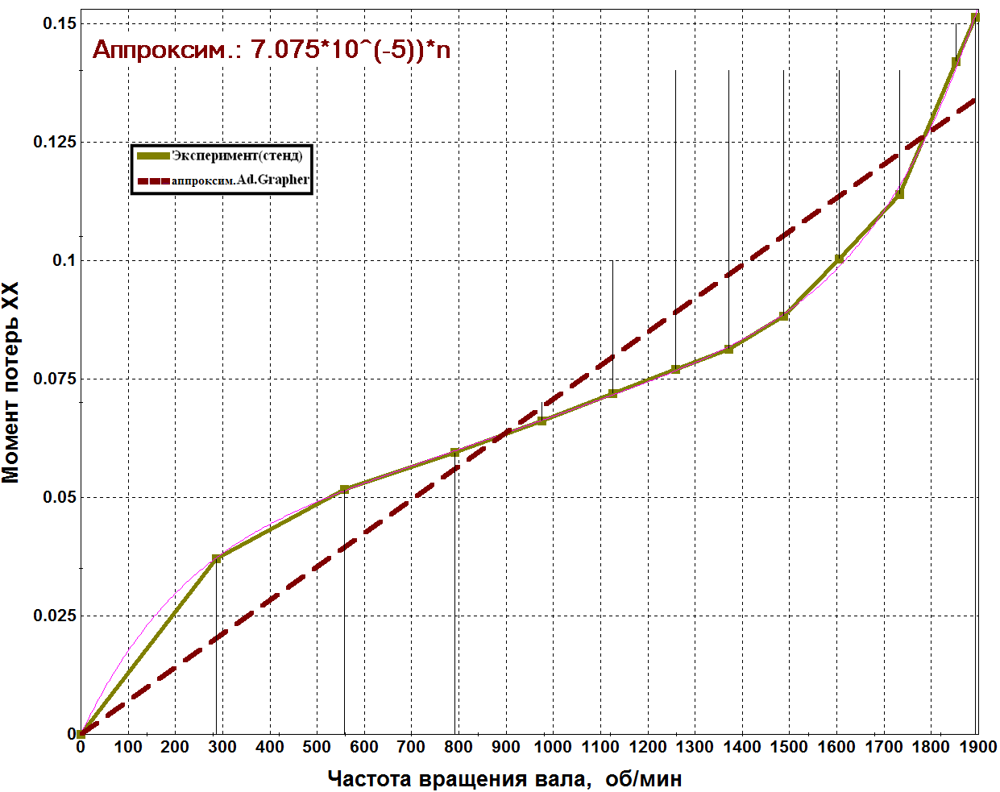 0.15
Аппроксим.: 7.075*10^(-5))*n
0.125
Эксперимент(стенд)
аппроксим.Ad.Grapher
0.1
Момент потерь ХХ
0.075
0.05
0.025
0
0 100 200 300 400 500 600 700 800 900 1000 1100 1200 1300 1400 1500 1600 1700 1800 1900
Частота вращения вала, об/мин